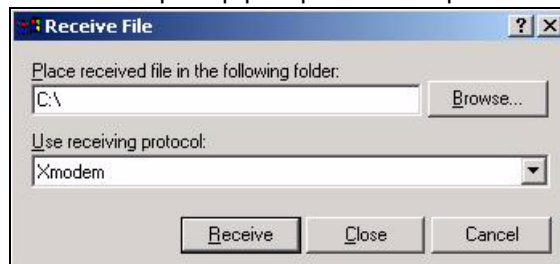 Receive File
Place received file in the following folder:
C:\
Browse...
Use receiving protocol:
Xmodem
Receive
Close
Cancel